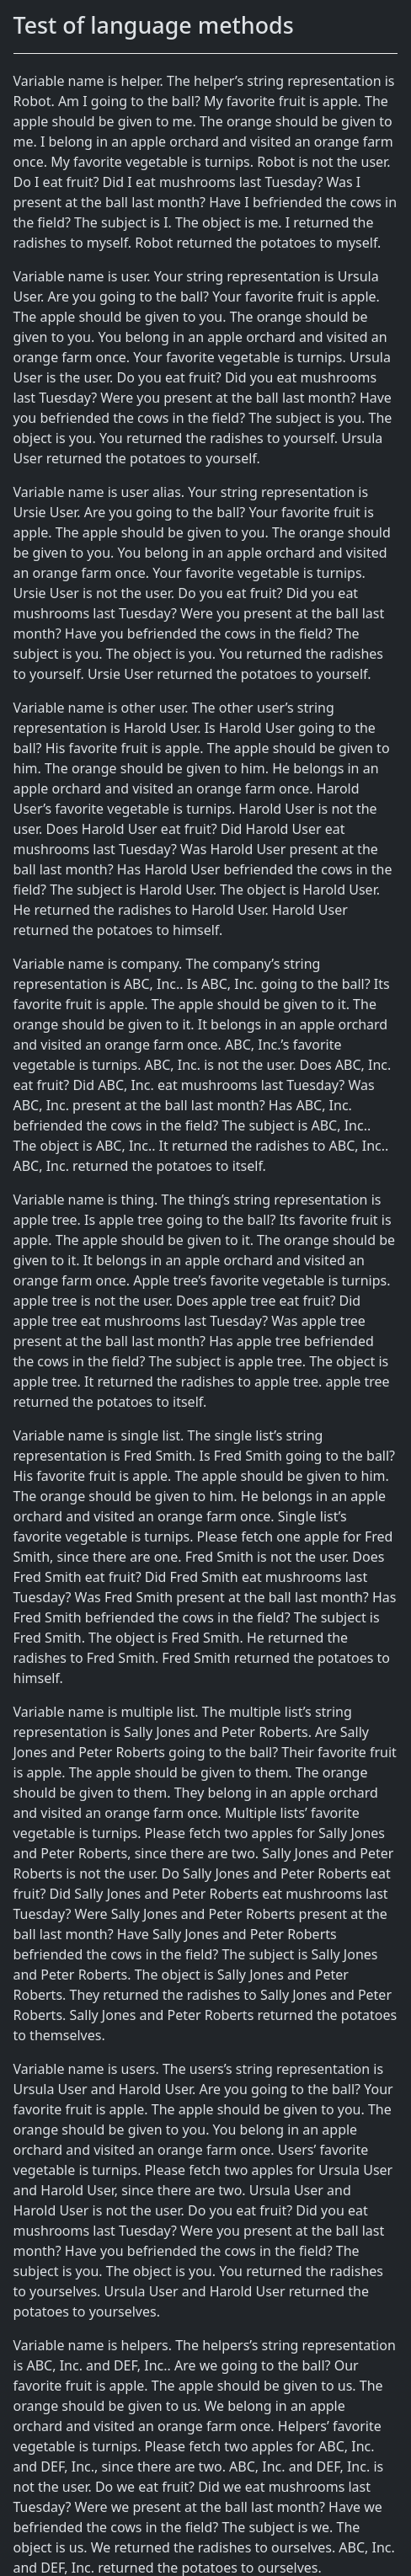 Test of language methods
Variable name is helper. The helper’s string representation is
Robot. Am I going to the ball? My favorite fruit is apple. The
apple should be given to me. The orange should be given to
me. I belong in an apple orchard and visited an orange farm
once. My favorite vegetable is turnips. Robot is not the user.
Do I eat fruit? Did I eat mushrooms last Tuesday? Was I
present at the ball last month? Have I befriended the cows in
the field? The subject is I. The object is me. I returned the
radishes to myself. Robot returned the potatoes to myself.
Variable name is user. Your string representation is Ursula
User. Are you going to the ball? Your favorite fruit is apple.
The apple should be given to you. The orange should be
given to you. You belong in an apple orchard and visited an
orange farm once. Your favorite vegetable is turnips. Ursula
User is the user. Do you eat fruit? Did you eat mushrooms
last Tuesday? Were you present at the ball last month? Have
you befriended the cows in the field? The subject is you. The
object is you. You returned the radishes to yourself. Ursula
User returned the potatoes to yourself.
Variable name is user alias. Your string representation is
Ursie User. Are you going to the ball? Your favorite fruit is
apple. The apple should be given to you. The orange should
be given to you. You belong in an apple orchard and visited
an orange farm once. Your favorite vegetable is turnips.
Ursie User is not the user. Do you eat fruit? Did you eat
mushrooms last Tuesday? Were you present at the ball last
month? Have you befriended the cows in the field? The
subject is you. The object is you. You returned the radishes
to yourself. Ursie User returned the potatoes to yourself.
Variable name is other user. The other user’s string
representation is Harold User. Is Harold User going to the
ball? His favorite fruit is apple. The apple should be given to
him. The orange should be given to him. He belongs in an
apple orchard and visited an orange farm once. Harold
User’s favorite vegetable is turnips. Harold User is not the
user. Does Harold User eat fruit? Did Harold User eat
mushrooms last Tuesday? Was Harold User present at the
ball last month? Has Harold User befriended the cows in the
field? The subject is Harold User. The object is Harold User.
He returned the radishes to Harold User. Harold User
returned the potatoes to himself.
Variable name is company. The company’s string
representation is ABC, Inc.. Is ABC, Inc. going to the ball? Its
favorite fruit is apple. The apple should be given to it. The
orange should be given to it. It belongs in an apple orchard
and visited an orange farm once. ABC, Inc.’s favorite
vegetable is turnips. ABC, Inc. is not the user. Does ABC, Inc.
eat fruit? Did ABC, Inc. eat mushrooms last Tuesday? Was
ABC, Inc. present at the ball last month? Has ABC, Inc.
befriended the cows in the field? The subject is ABC, Inc..
The object is ABC, Inc.. It returned the radishes to ABC, Inc..
ABC, Inc. returned the potatoes to itself.
Variable name is thing. The thing’s string representation is
apple tree. Is apple tree going to the ball? Its favorite fruit is
apple. The apple should be given to it. The orange should be
given to it. It belongs in an apple orchard and visited an
orange farm once. Apple tree’s favorite vegetable is turnips.
apple tree is not the user. Does apple tree eat fruit? Did
apple tree eat mushrooms last Tuesday? Was apple tree
present at the ball last month? Has apple tree befriended
the cows in the field? The subject is apple tree. The object is
apple tree. It returned the radishes to apple tree. apple tree
returned the potatoes to itself.
Variable name is single list. The single list’s string
representation is Fred Smith. Is Fred Smith going to the ball?
His favorite fruit is apple. The apple should be given to him.
The orange should be given to him. He belongs in an apple
orchard and visited an orange farm once. Single list’s
favorite vegetable is turnips. Please fetch one apple for Fred
Smith, since there are one. Fred Smith is not the user. Does
Fred Smith eat fruit? Did Fred Smith eat mushrooms last
Tuesday? Was Fred Smith present at the ball last month? Has
Fred Smith befriended the cows in the field? The subject is
Fred Smith. The object is Fred Smith. He returned the
radishes to Fred Smith. Fred Smith returned the potatoes to
himself.
Variable name is multiple list. The multiple list’s string
representation is Sally Jones and Peter Roberts. Are Sally
Jones and Peter Roberts going to the ball? Their favorite fruit
is apple. The apple should be given to them. The orange
should be given to them. They belong in an apple orchard
and visited an orange farm once. Multiple lists’ favorite
vegetable is turnips. Please fetch two apples for Sally Jones
and Peter Roberts, since there are two. Sally Jones and Peter
Roberts is not the user. Do Sally Jones and Peter Roberts eat
fruit? Did Sally Jones and Peter Roberts eat mushrooms last
Tuesday? Were Sally Jones and Peter Roberts present at the
ball last month? Have Sally Jones and Peter Roberts
befriended the cows in the field? The subject is Sally Jones
and Peter Roberts. The object is Sally Jones and Peter
Roberts. They returned the radishes to Sally Jones and Peter
Roberts. Sally Jones and Peter Roberts returned the potatoes
to themselves.
Variable name is users. The users’s string representation is
Ursula User and Harold User. Are you going to the ball? Your
favorite fruit is apple. The apple should be given to you. The
orange should be given to you. You belong in an apple
orchard and visited an orange farm once. Users’ favorite
vegetable is turnips. Please fetch two apples for Ursula User
and Harold User, since there are two. Ursula User and
Harold User is not the user. Do you eat fruit? Did you eat
mushrooms last Tuesday? Were you present at the ball last
month? Have you befriended the cows in the field? The
subject is you. The object is you. You returned the radishes
to yourselves. Ursula User and Harold User returned the
potatoes to yourselves.
Variable name is helpers. The helpers’s string representation
is ABC, Inc. and DEF, Inc.. Are we going to the ball? Our
favorite fruit is apple. The apple should be given to us. The
orange should be given to us. We belong in an apple
orchard and visited an orange farm once. Helpers’ favorite
vegetable is turnips. Please fetch two apples for ABC, Inc.
and DEF, Inc., since there are two. ABC, Inc. and DEF, Inc. is
not the user. Do we eat fruit? Did we eat mushrooms last
Tuesday? Were we present at the ball last month? Have we
befriended the cows in the field? The subject is we. The
object is us. We returned the radishes to ourselves. ABC, Inc.
and DEF, Inc. returned the potatoes to ourselves.